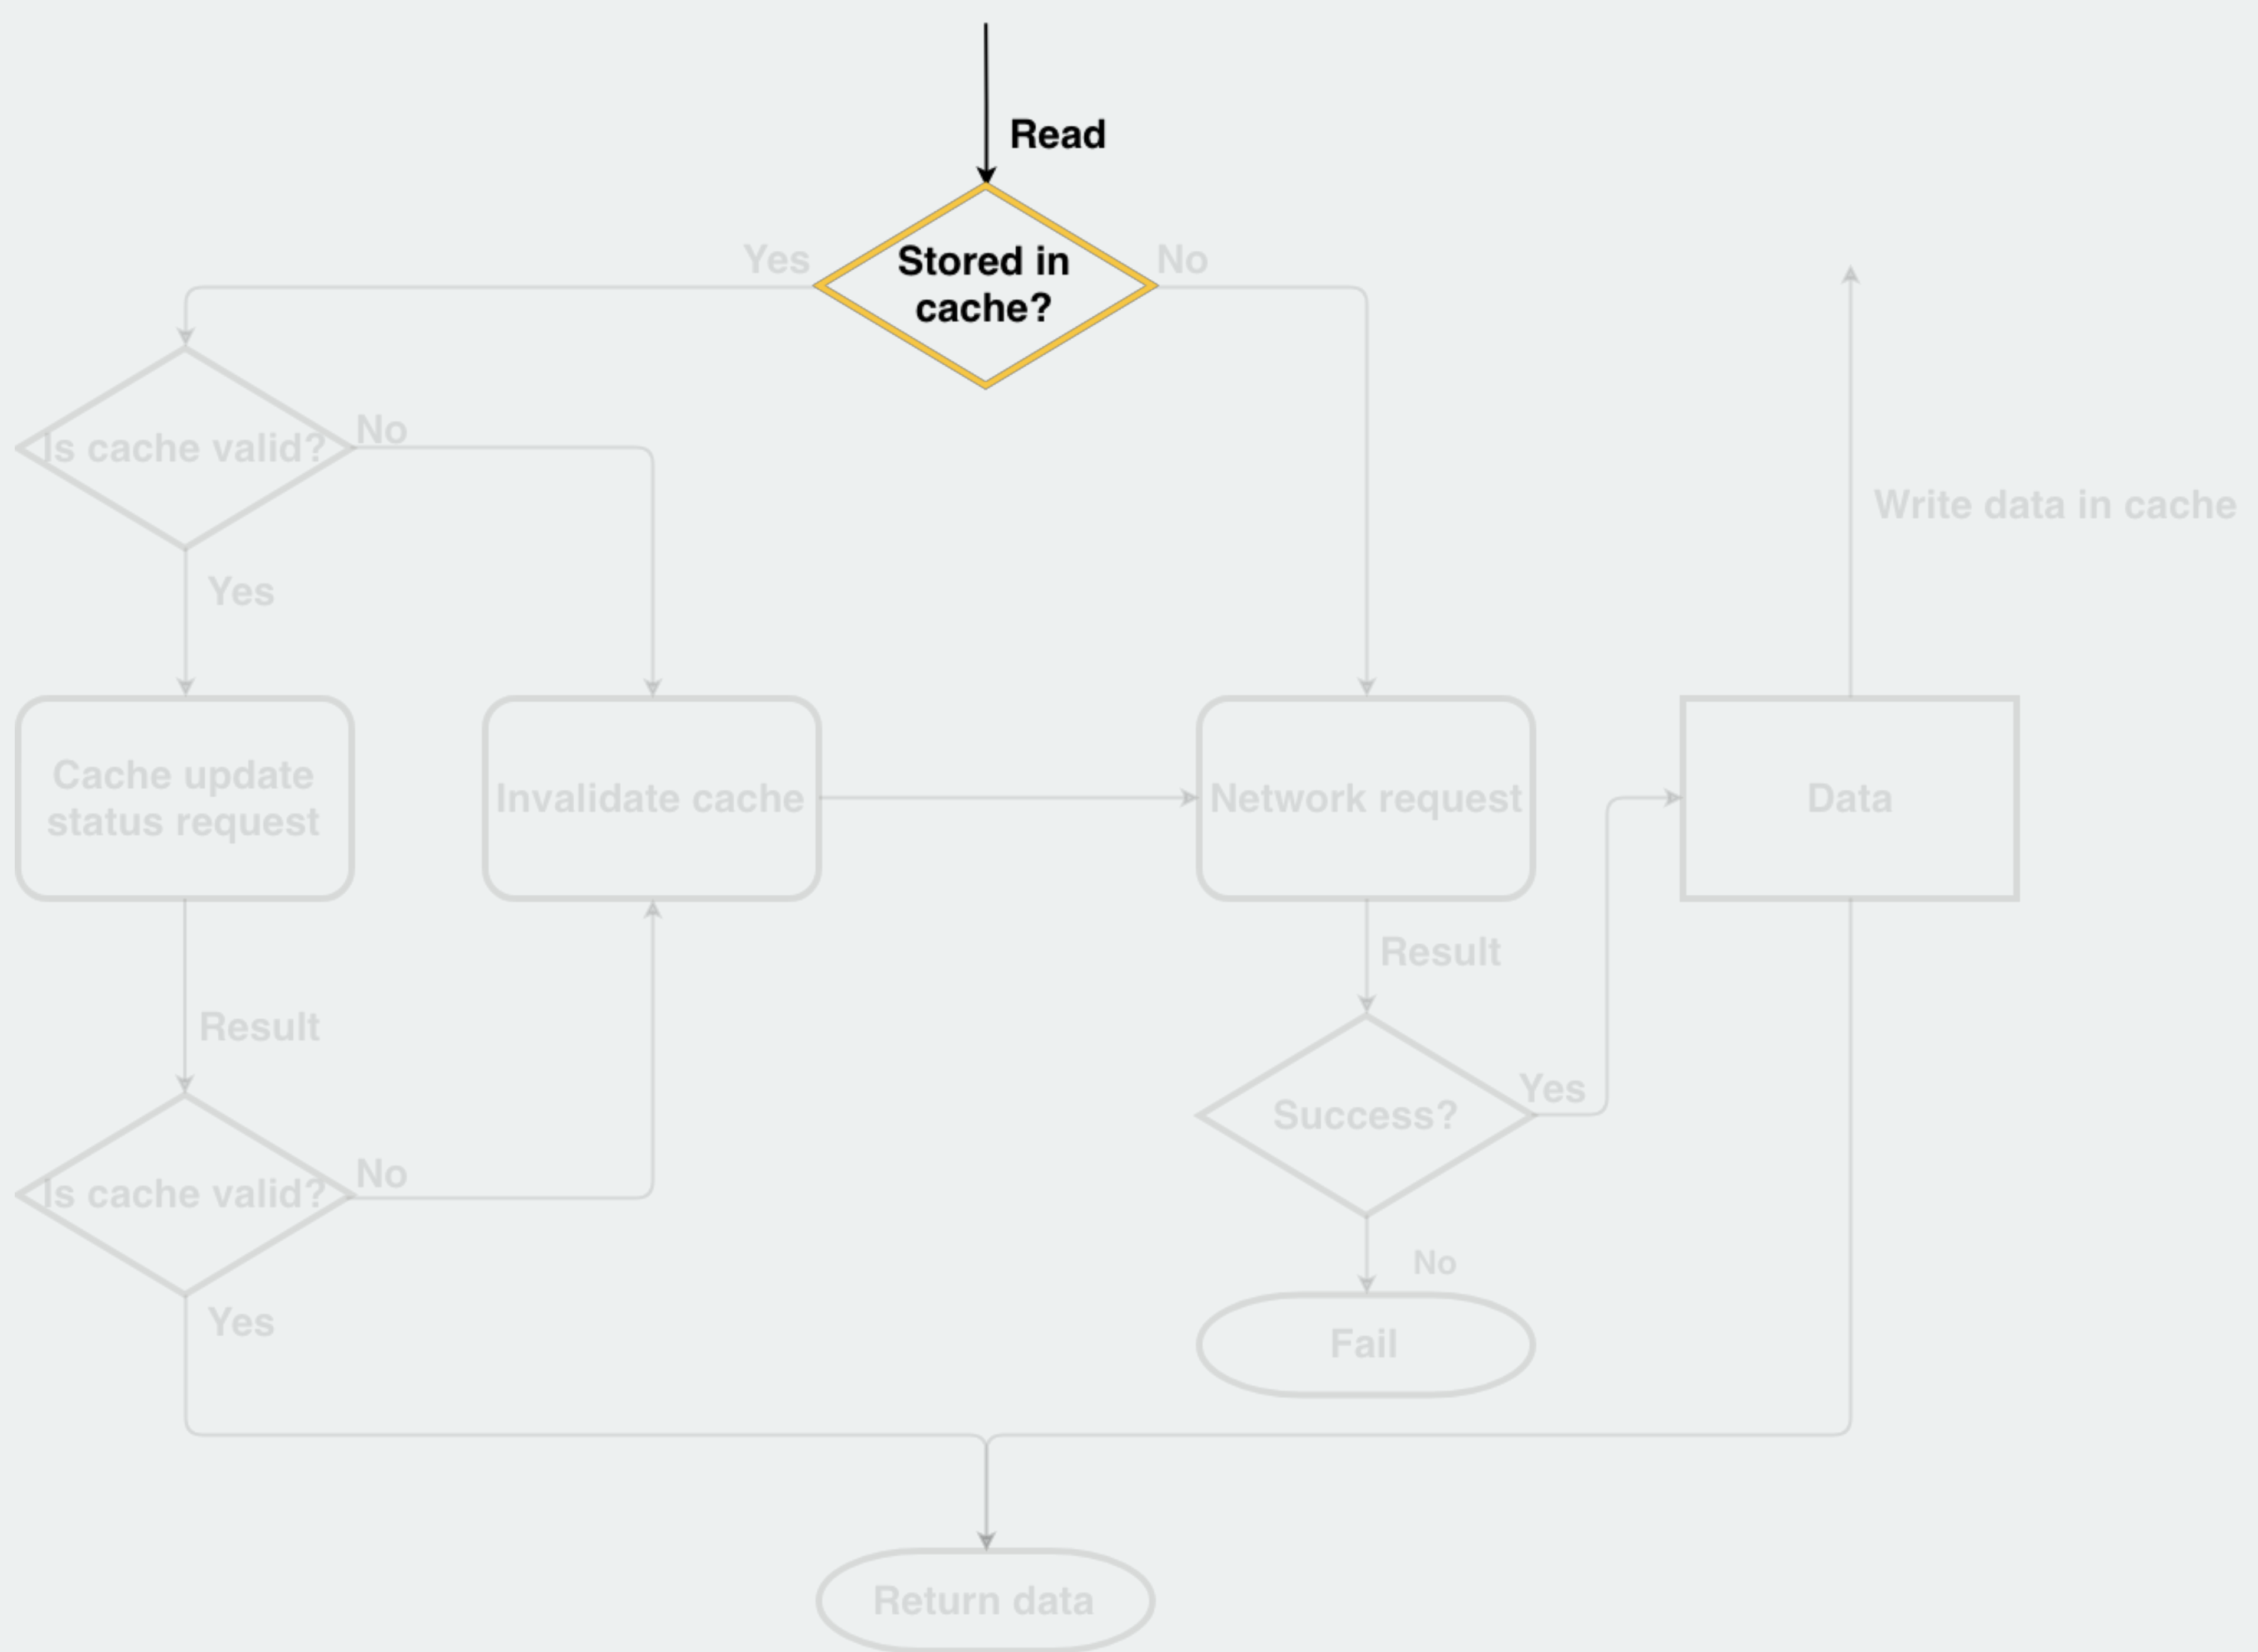 Read
Yes
Stored in
cache?
No
Is cache valid?
No
Write data in cache
Yes
Cache update
status request
Invalidate cache
Network request
Data
Result
Result
Success?
Yes
Is cache valid?
No
No
Yes
Fail
Return data